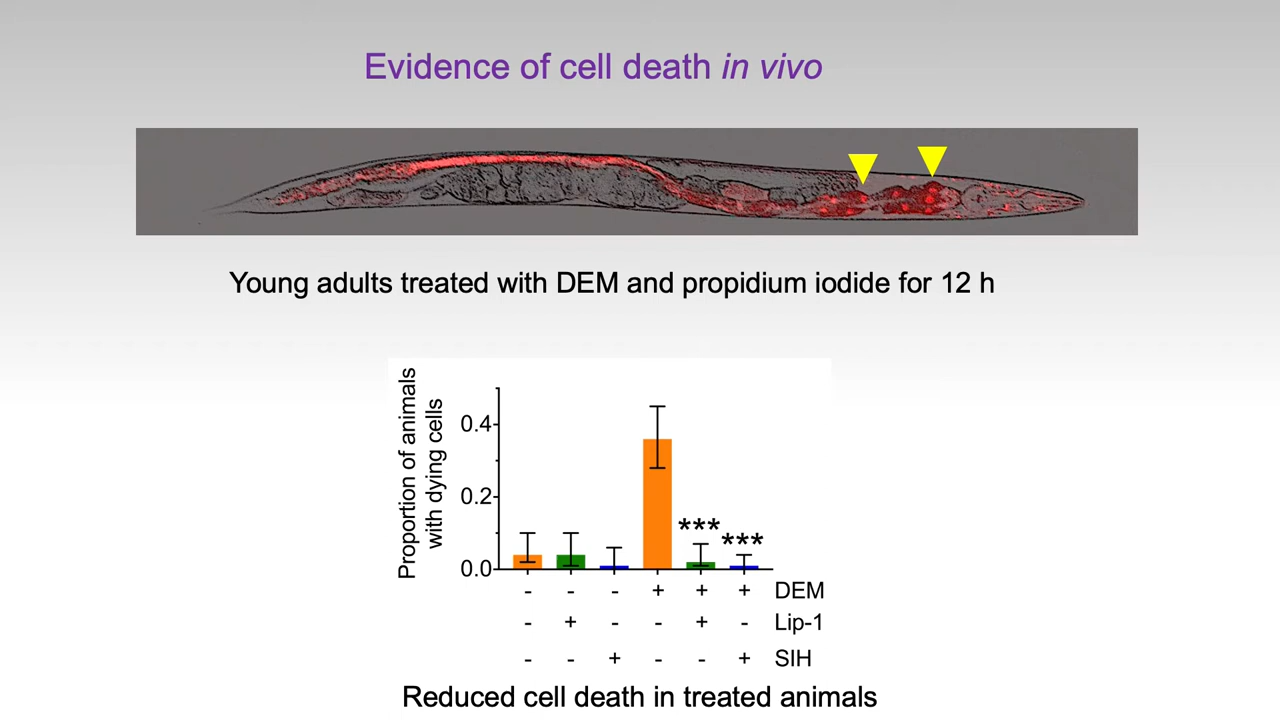 Evidence of cell death in vivo
Young adults treated with DEM and propidium iodide for 12 h
Proportion of animals
with dying cells
0.4
0.2
0.0
***
***
- - - + + + DEM
- + - - + - Lip-1
- - + - - + SIH
Reduced cell death in treated animals